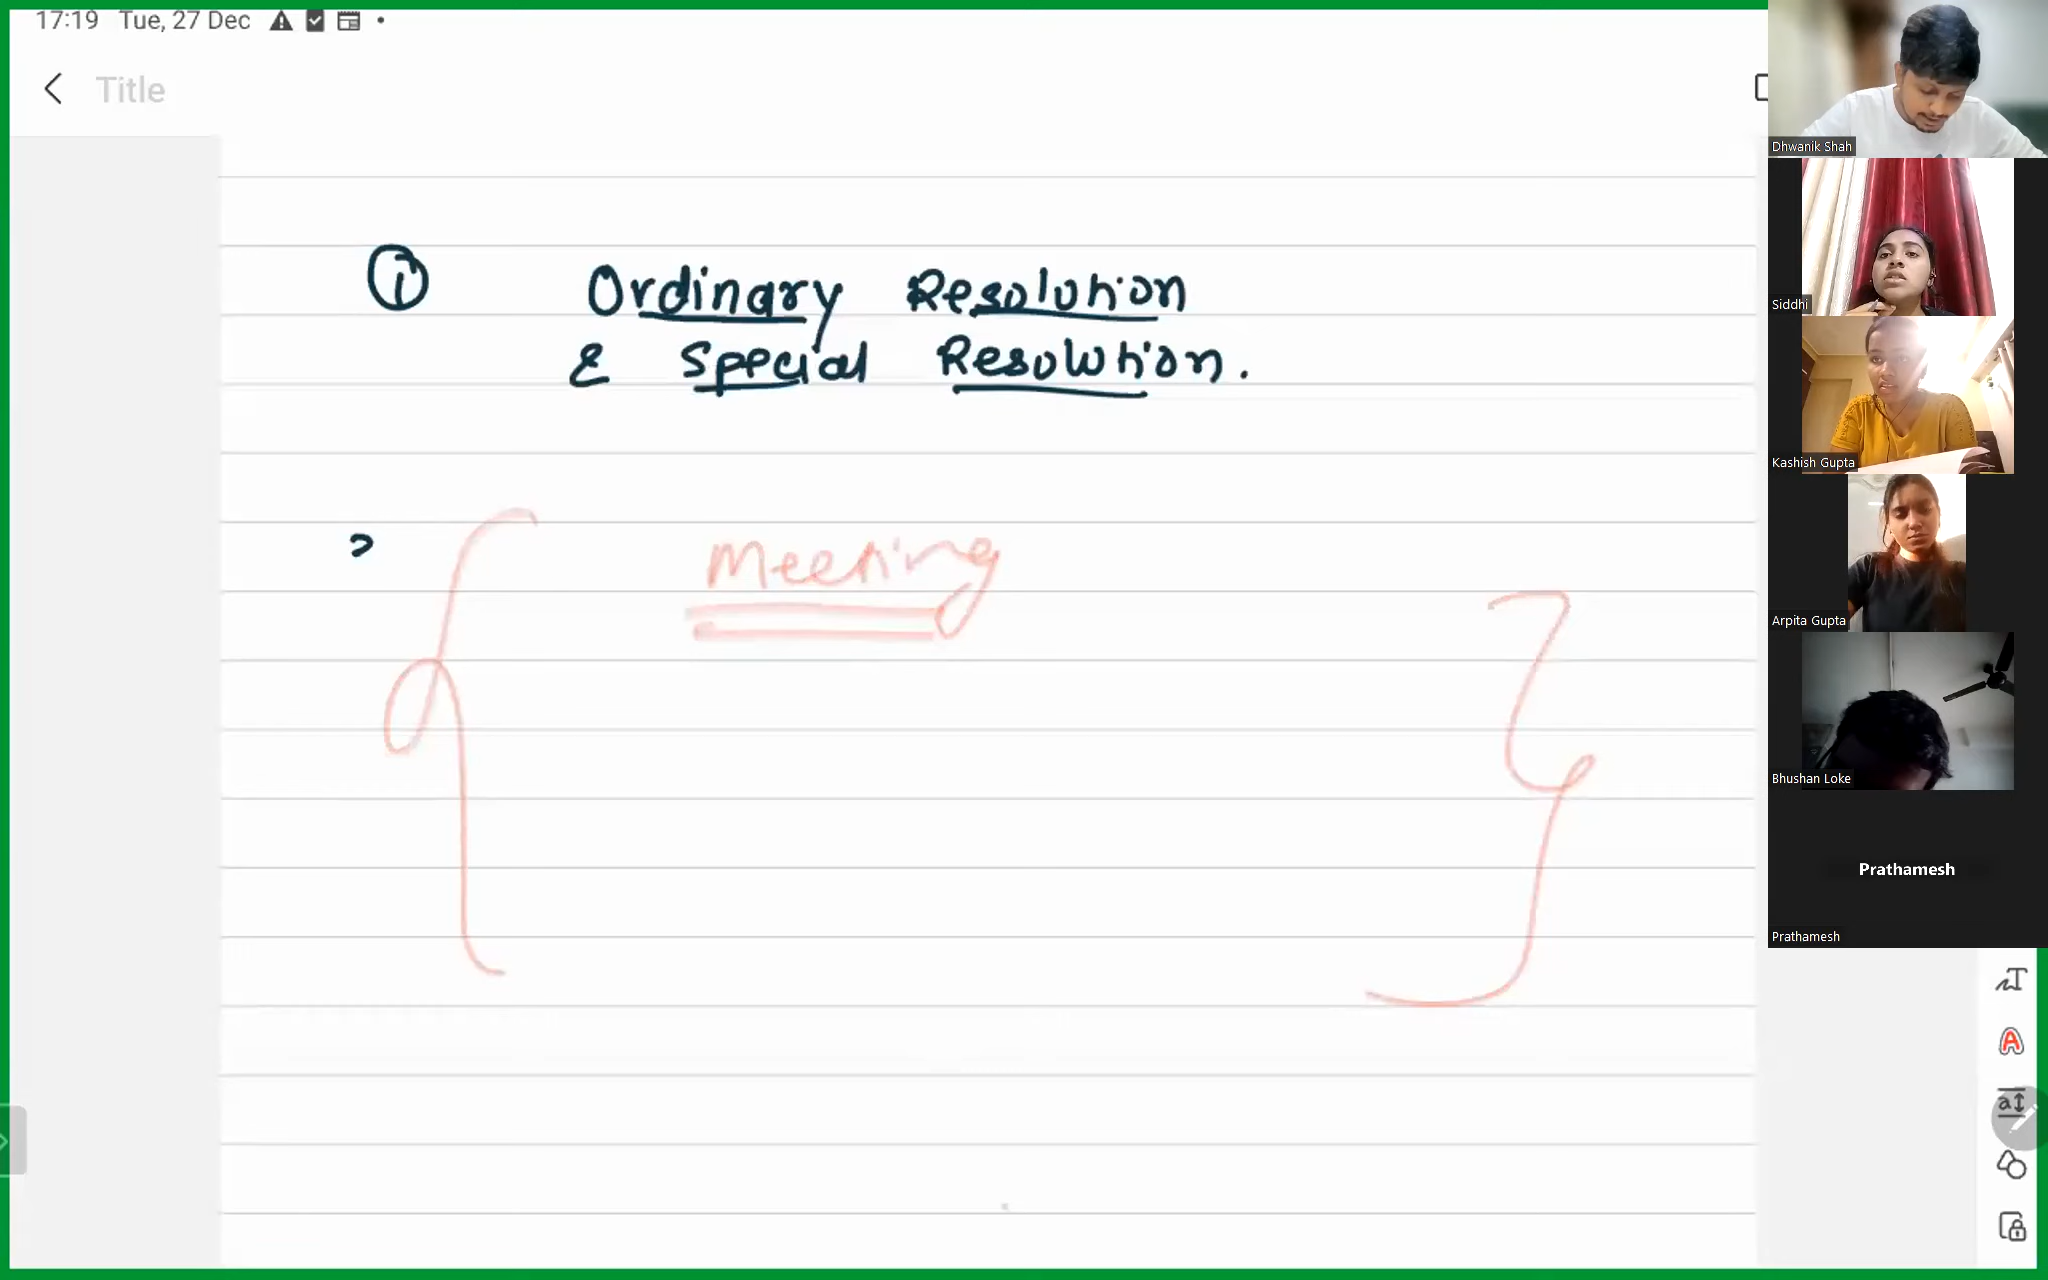 17:19 Tue, 27 Dec
Title
1 Ordinary Resolution
& Special Resolution.
Meeting
Dhwanik Shah
Siddhi
Kashish Gupta
Arpita Gupta
Bhushan Loke
Prathamesh
Prathamesh
T
A
a